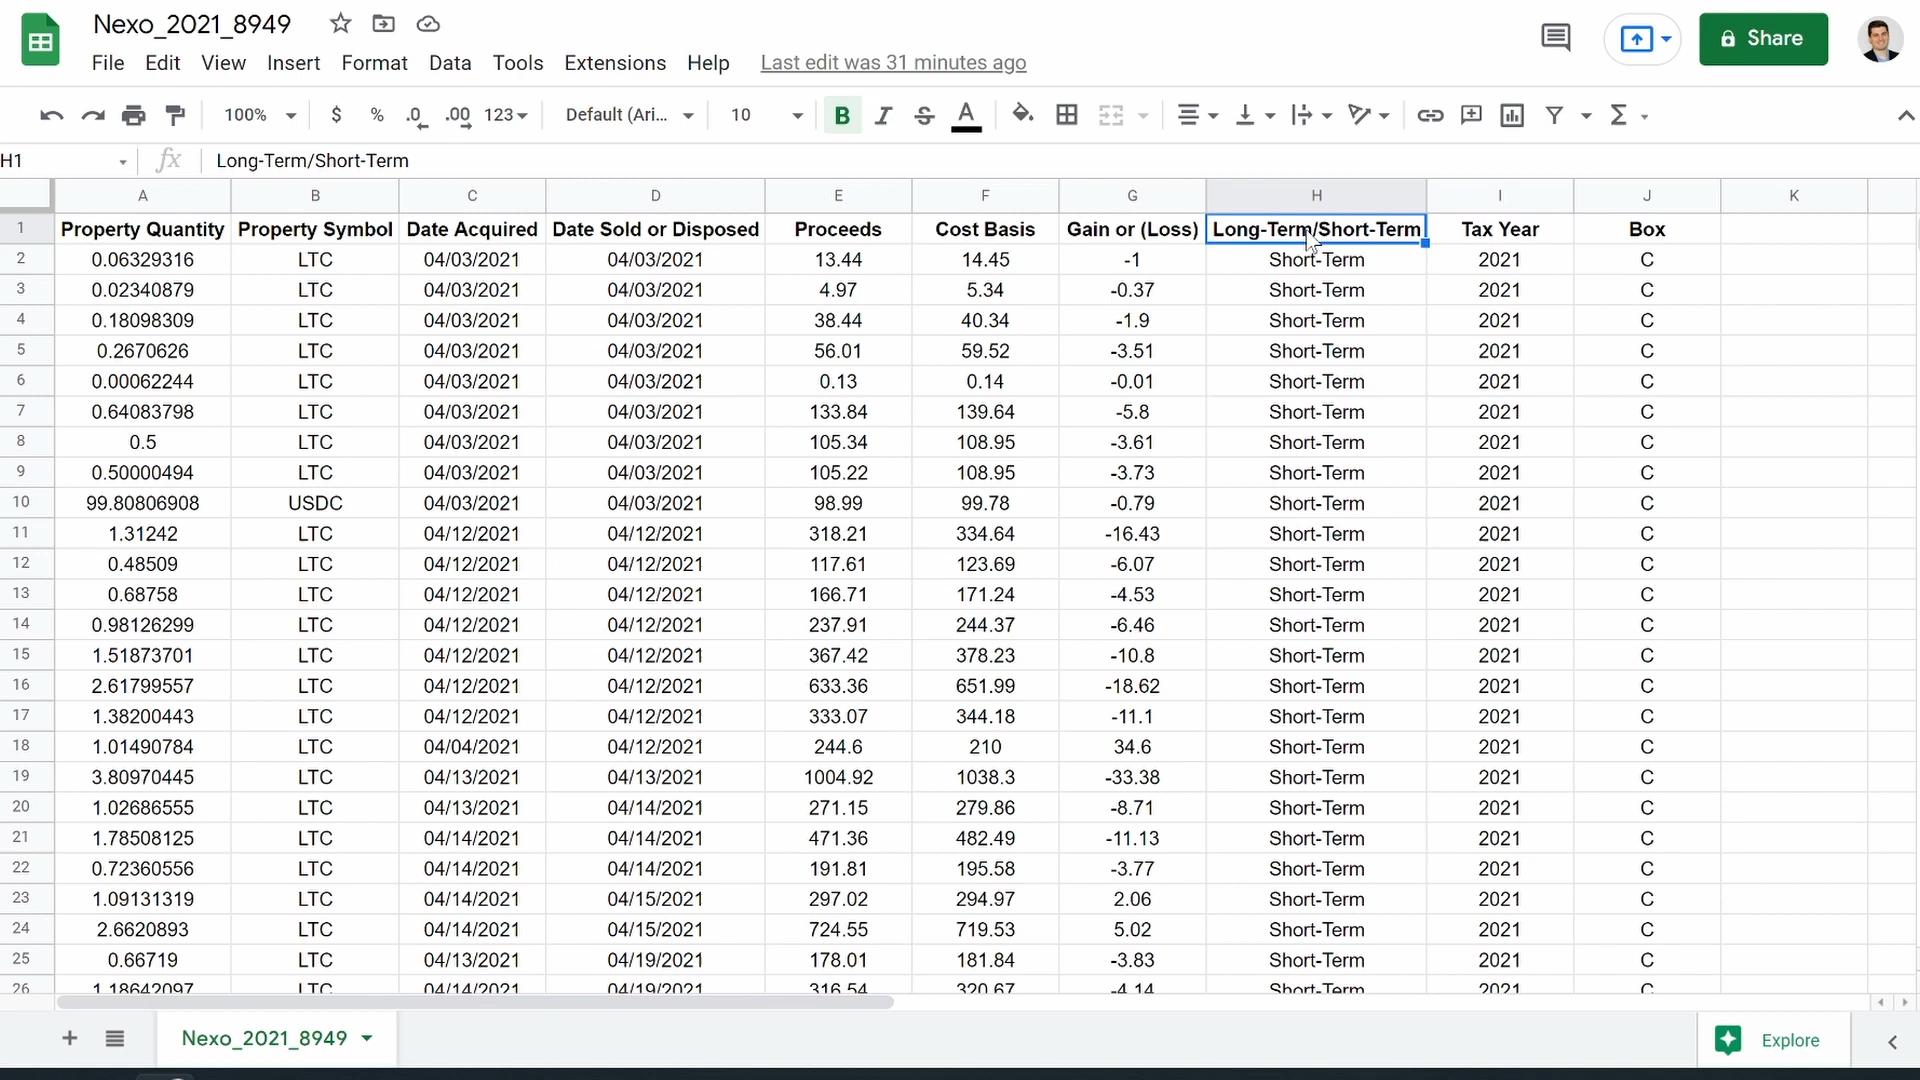 Nexo_2021_8949
File Edit View Insert Format Data Tools Extensions Help Last edit was 31 minutes ago
Share
100% $ % .0 .00 123 Default (Ari... 10 B I S A Σ
H1 fx Long-Term/Short-Term
A B C D E F G H I J K
1 Property Quantity Property Symbol Date Acquired Date Sold or Disposed Proceeds Cost Basis Gain or (Loss) Long-Term/Short-Term Tax Year Box
2 0.06329316 LTC 04/03/2021 04/03/2021 13.44 14.45 -1 Short-Term 2021 C
3 0.02340879 LTC 04/03/2021 04/03/2021 4.97 5.34 -0.37 Short-Term 2021 C
4 0.18098309 LTC 04/03/2021 04/03/2021 38.44 40.34 -1.9 Short-Term 2021 C
5 0.2670626 LTC 04/03/2021 04/03/2021 56.01 59.52 -3.51 Short-Term 2021 C
6 0.00062244 LTC 04/03/2021 04/03/2021 0.13 0.14 -0.01 Short-Term 2021 C
7 0.64083798 LTC 04/03/2021 04/03/2021 133.84 139.64 -5.8 Short-Term 2021 C
8 0.5 LTC 04/03/2021 04/03/2021 105.34 108.95 -3.61 Short-Term 2021 C
9 0.50000494 LTC 04/03/2021 04/03/2021 105.22 108.95 -3.73 Short-Term 2021 C
10 99.80806908 USDC 04/03/2021 04/03/2021 98.99 99.78 -0.79 Short-Term 2021 C
11 1.31242 LTC 04/12/2021 04/12/2021 318.21 334.64 -16.43 Short-Term 2021 C
12 0.48509 LTC 04/12/2021 04/12/2021 117.61 123.69 -6.07 Short-Term 2021 C
13 0.68758 LTC 04/12/2021 04/12/2021 166.71 171.24 -4.53 Short-Term 2021 C
14 0.98126299 LTC 04/12/2021 04/12/2021 237.91 244.37 -6.46 Short-Term 2021 C
15 1.51873701 LTC 04/12/2021 04/12/2021 367.42 378.23 -10.8 Short-Term 2021 C
16 2.61799557 LTC 04/12/2021 04/12/2021 633.36 651.99 -18.62 Short-Term 2021 C
17 1.38200443 LTC 04/12/2021 04/12/2021 333.07 344.18 -11.1 Short-Term 2021 C
18 1.01490784 LTC 04/04/2021 04/12/2021 244.6 210 34.6 Short-Term 2021 C
19 3.80970445 LTC 04/13/2021 04/13/2021 1004.92 1038.3 -33.38 Short-Term 2021 C
20 1.02686555 LTC 04/13/2021 04/14/2021 271.15 279.86 -8.71 Short-Term 2021 C
21 1.78508125 LTC 04/14/2021 04/14/2021 471.36 482.49 -11.13 Short-Term 2021 C
22 0.72360556 LTC 04/14/2021 04/14/2021 191.81 195.58 -3.77 Short-Term 2021 C
23 1.09131319 LTC 04/14/2021 04/15/2021 297.02 294.97 2.06 Short-Term 2021 C
24 2.6620893 LTC 04/14/2021 04/15/2021 724.55 719.53 5.02 Short-Term 2021 C
25 0.66719 LTC 04/13/2021 04/19/2021 178.01 181.84 -3.83 Short-Term 2021 C
26 1.18642097 LTC 04/14/2021 04/19/2021 316.54 320.67 -4.14 Short-Term 2021 C
Nexo_2021_8949
Explore